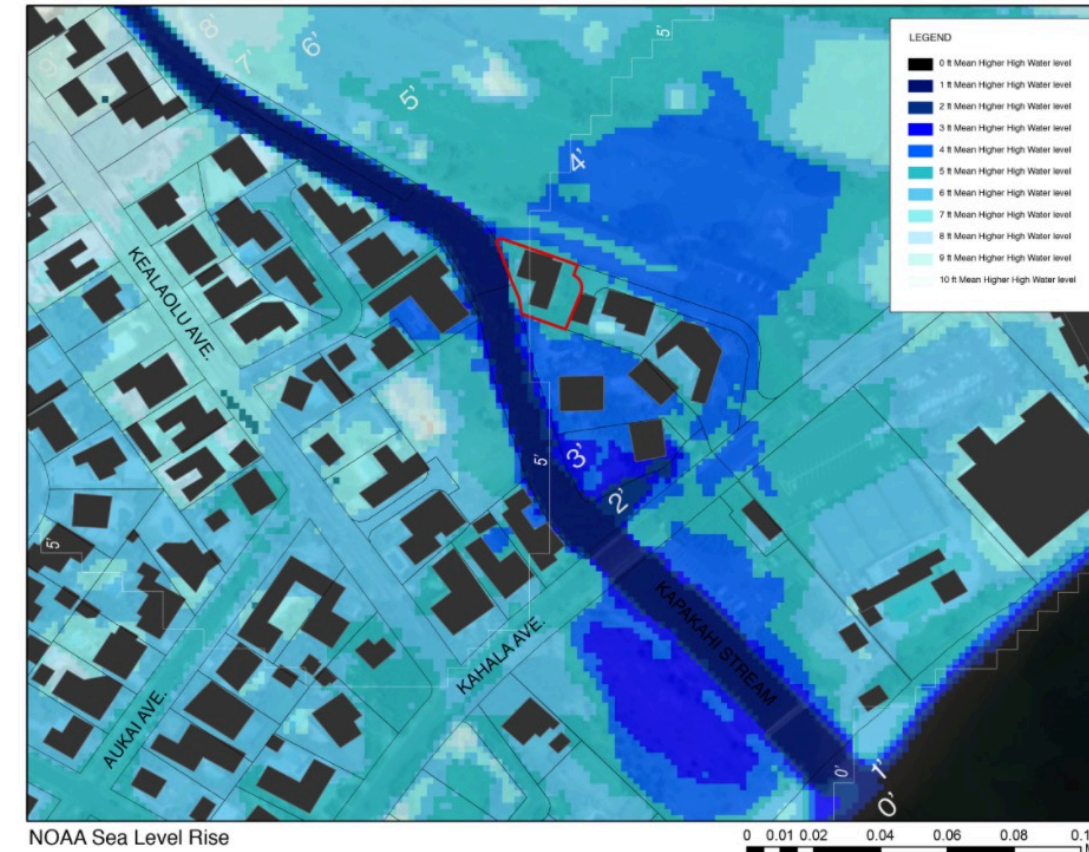 9'
8'
7'
6'
5'
5'
4'
LEGEND
0 ft Mean Higher High Water level
1 ft Mean Higher High Water level
2 ft Mean Higher High Water level
3 ft Mean Higher High Water level
4 ft Mean Higher High Water level
5 ft Mean Higher High Water level
6 ft Mean Higher High Water level
7 ft Mean Higher High Water level
8 ft Mean Higher High Water level
9 ft Mean Higher High Water level
10 ft Mean Higher High Water level
KEALAOLU AVE.
5'
3'
2'
5'
KAPAKAHI STREAM
KAHALA AVE.
AUKAI AVE.
0'
1'
0'
NOAA Sea Level Rise
0 0.01 0.02 0.04 0.06 0.08